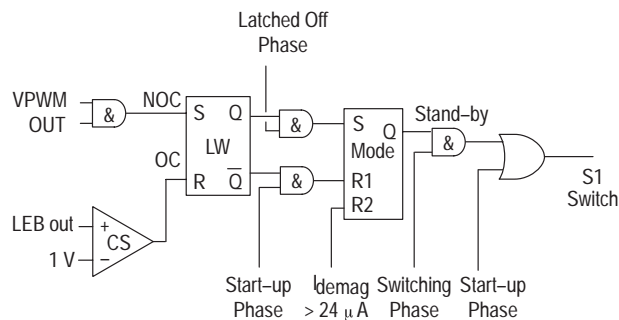 Latched Off
Phase
VPWM
OUT
&
NOC
S
Q
LW
R
Q
OC
&
&
S
Q
Mode
R1
R2
Stand–by
&
S1
Switch
LEB out
1 V
+
–
CS
Start–up
Phase
Idemag
> 24 µ A
Switching
Phase
Start–up
Phase